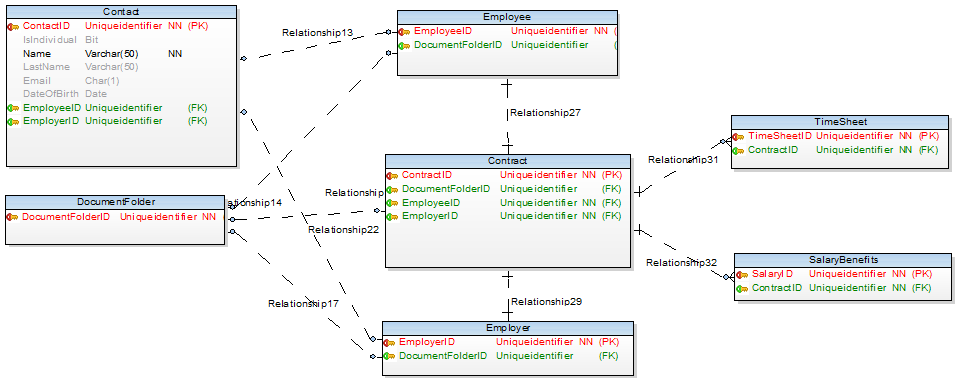 Contact
ContactID Uniqueidentifier NN (PK)
IsIndividual Bit
Name Varchar(50) NN
LastName Varchar(50)
Email Char(1)
DateOfBirth Date
EmployeeID Uniqueidentifier (FK)
EmployerID Uniqueidentifier (FK)
Relationship13
Employee
EmployeeID Uniqueidentifier NN (
DocumentFolderID Uniqueidentifier (
Relationship27
TimeSheet
TimeSheetID Uniqueidentifier NN (PK)
ContractID Uniqueidentifier NN (FK)
Relationship31
Contract
ContractID Uniqueidentifier NN (PK)
DocumentFolderID Uniqueidentifier (FK)
EmployeeID Uniqueidentifier NN (FK)
EmployerID Uniqueidentifier NN (FK)
Relationship
DocumentFolder
DocumentFolderID Uniqueidentifier NN (
lationship14
Relationship22
Relationship32
SalaryBenefits
SalaryID Uniqueidentifier NN (PK)
ContractID Uniqueidentifier NN (FK)
Relationship17
Relationship29
Employer
EmployerID Uniqueidentifier NN (PK)
DocumentFolderID Uniqueidentifier (FK)